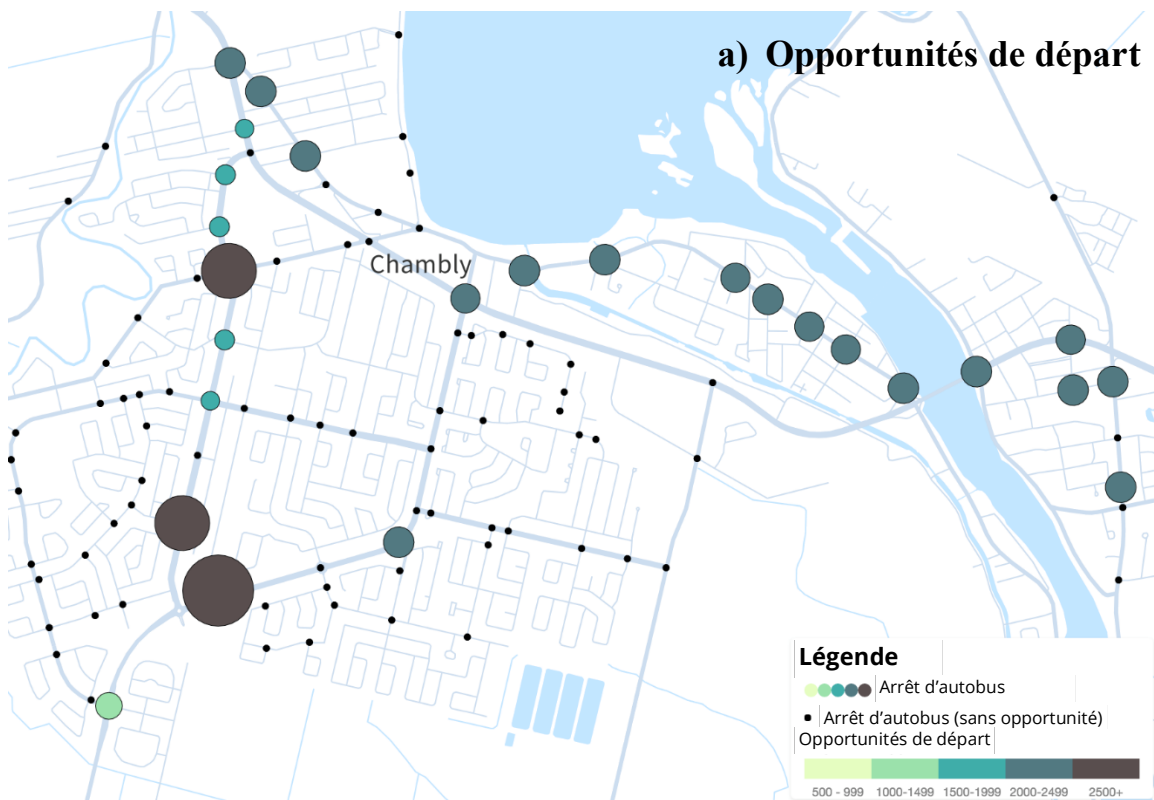 a) Opportunités de départ
Chambly
Légende
Arrêt d'autobus
Arrêt d'autobus (sans opportunité)
Opportunités de départ
500 - 999 1000-1499 1500-1999 2000-2499 2500+